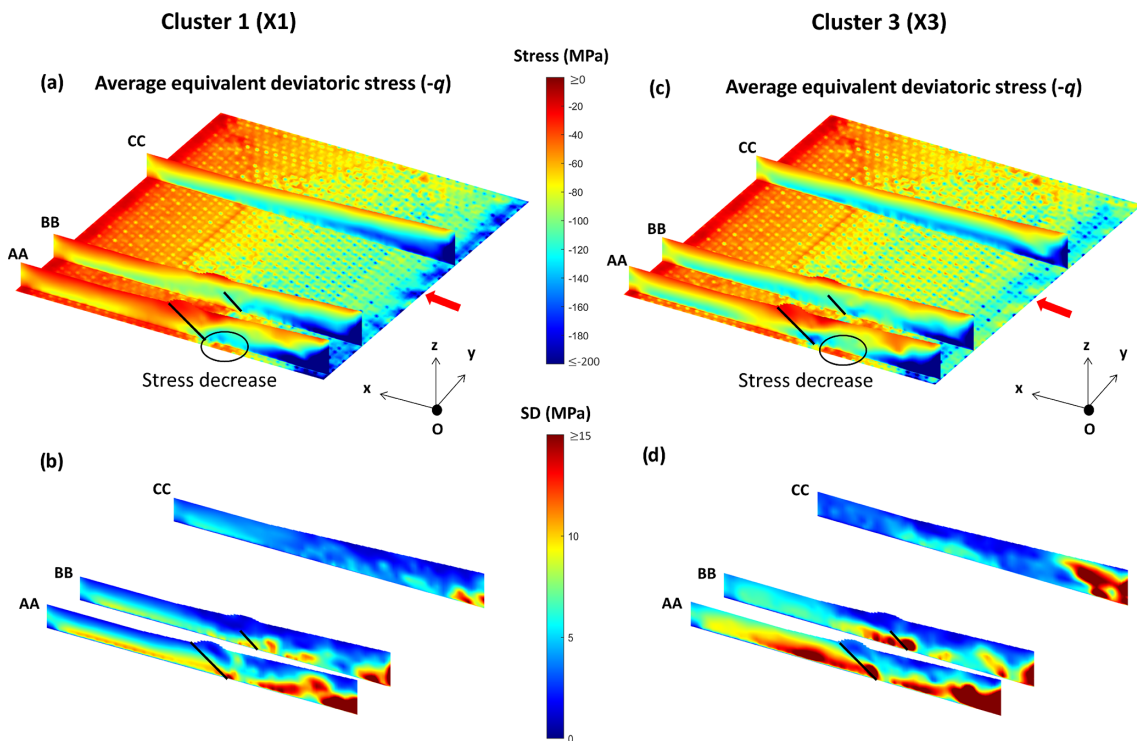 Cluster 1 (X1)
Cluster 3 (X3)
(a) Average equivalent deviatoric stress (-q)
CC
BB
AA
Stress decrease
z
y
x
O
Stress (MPa)
≥0
-20
-40
-60
-80
-100
-120
-140
-160
-180
≤-200
(c) Average equivalent deviatoric stress (-q)
CC
BB
AA
Stress decrease
z
y
x
O
(b)
CC
BB
AA
SD (MPa)
≥15
10
5
0
(d)
CC
BB
AA